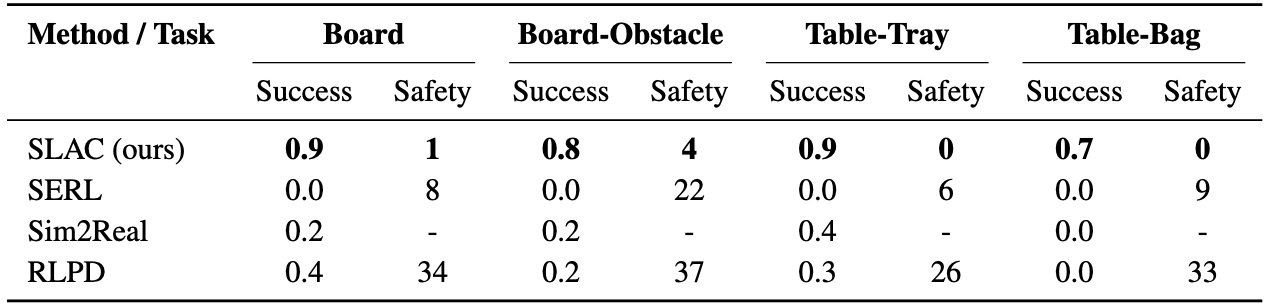 Method / Task Board Board-Obstacle Table-Tray Table-Bag
Success Safety Success Safety Success Safety Success Safety
SLAC (ours) 0.9 1 0.8 4 0.9 0 0.7 0
SERL 0.0 8 0.0 22 0.0 6 0.0 9
Sim2Real 0.2 - 0.2 - 0.4 - 0.0 -
RLPD 0.4 34 0.2 37 0.3 26 0.0 33